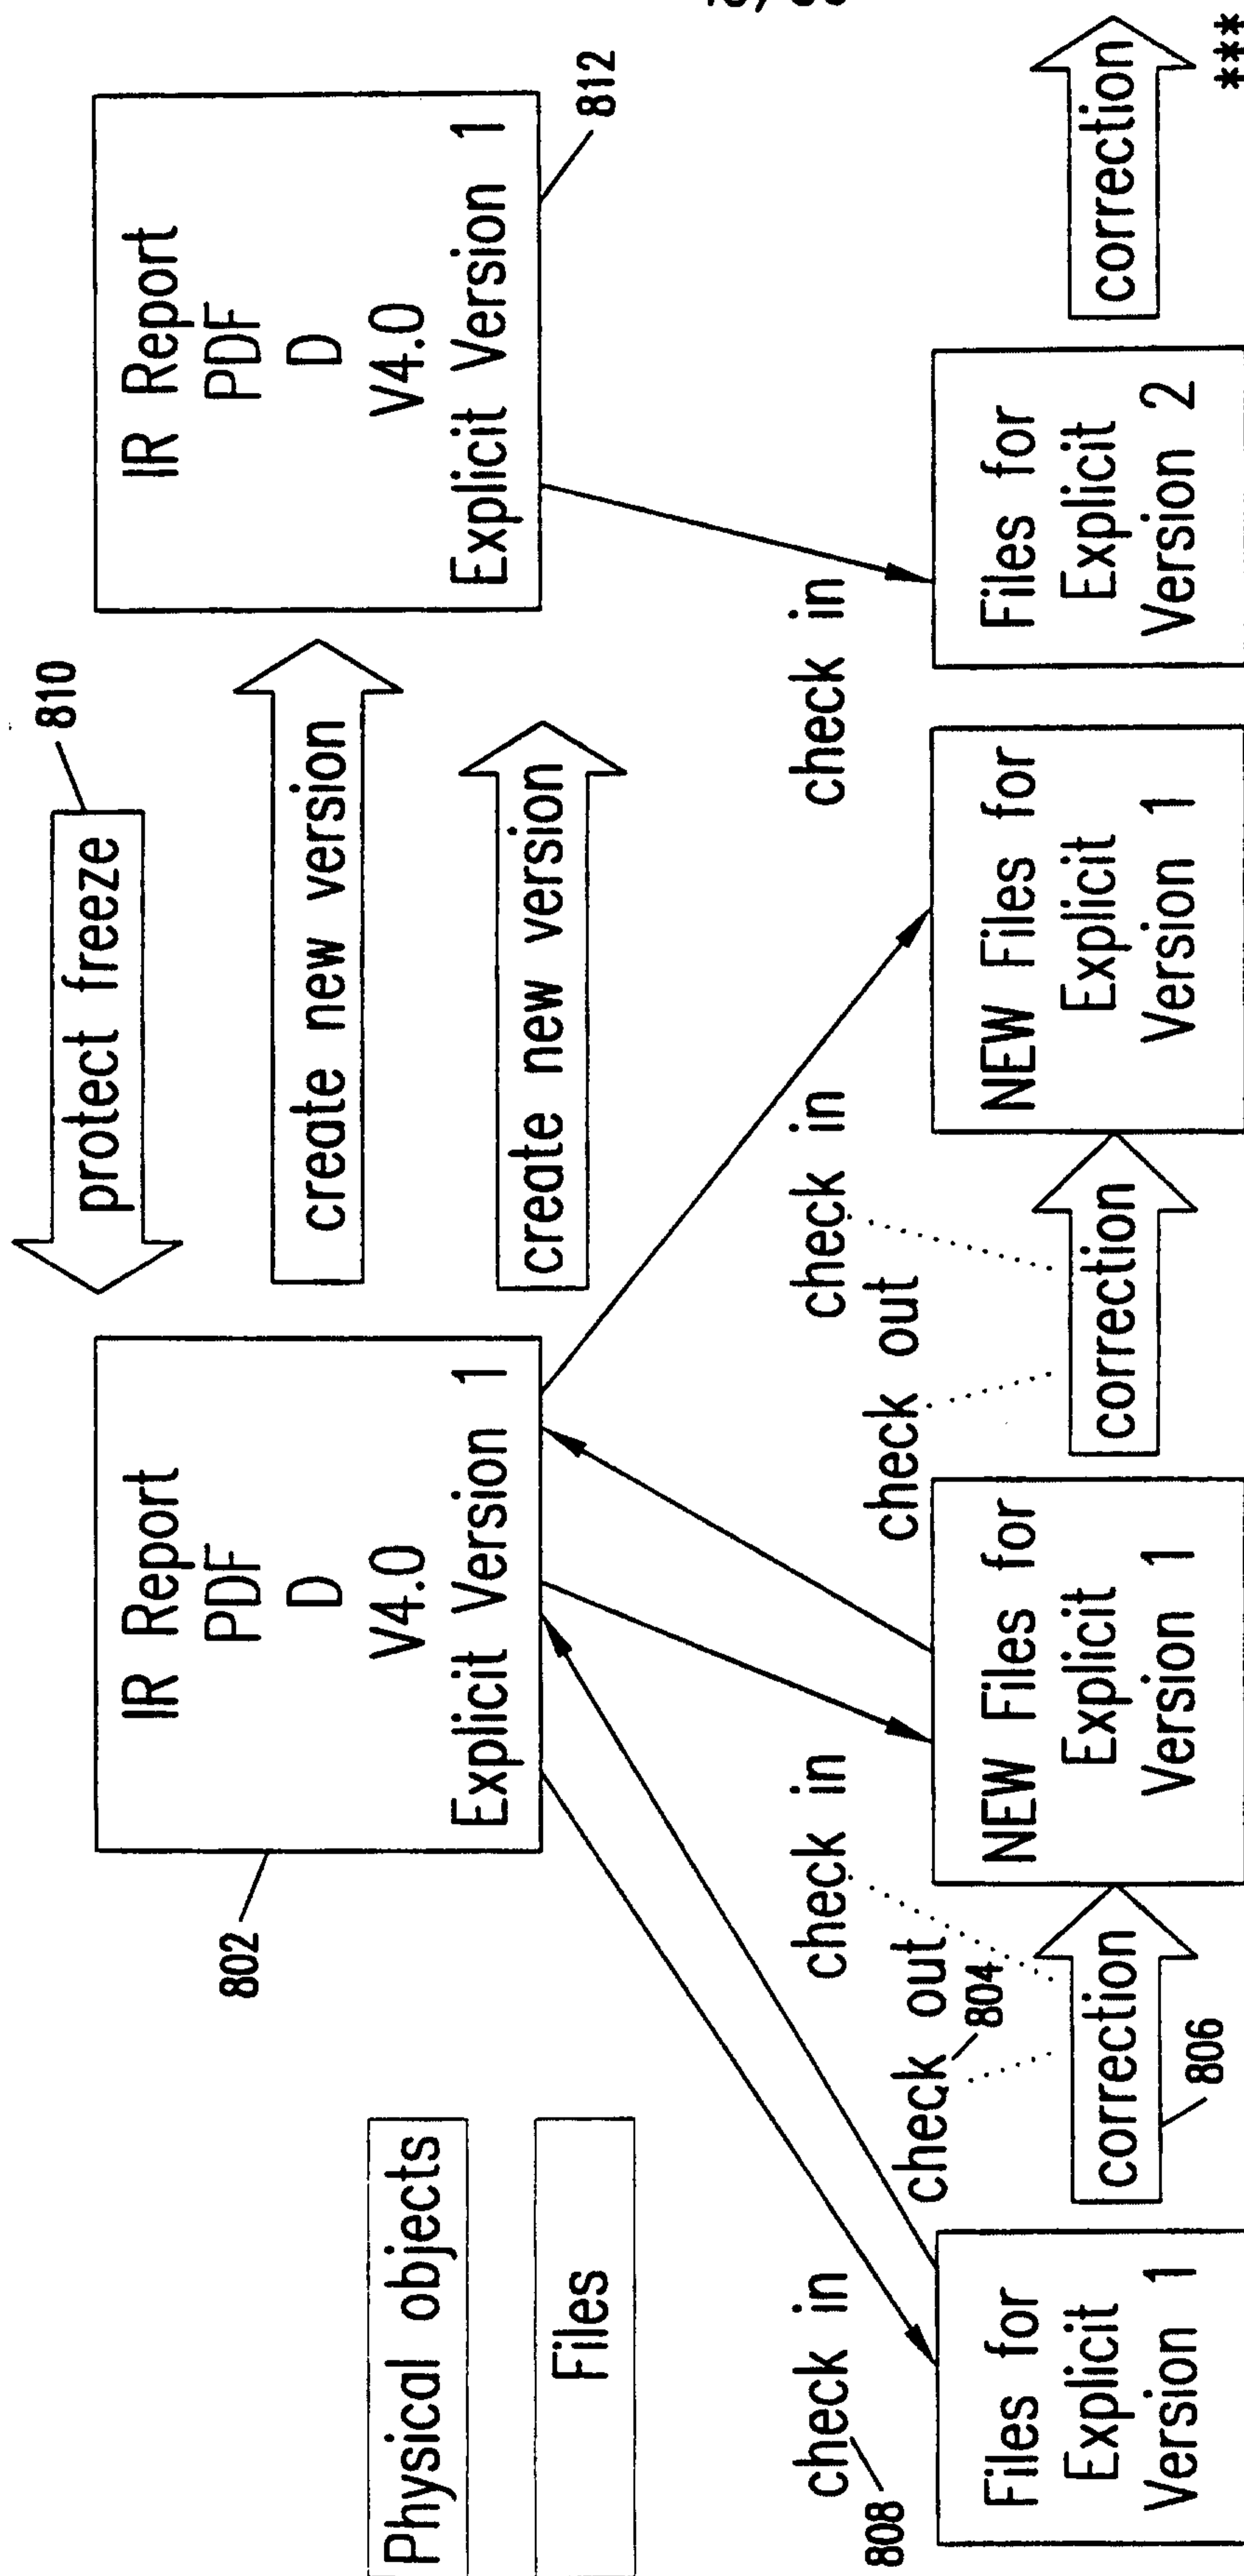 protect freeze
810
IR Report
PDF
D
V4.0
Explicit Version 1
802
create new version
create new version
IR Report
PDF
D
V4.0
Explicit Version 1
812
Physical objects
Files
check in
808
check out
804
check in
check out
check in
check in
Files for
Explicit
Version 1
correction
806
NEW Files for
Explicit
Version 1
correction
NEW Files for
Explicit
Version 1
Files for
Explicit
Version 2
correction
***